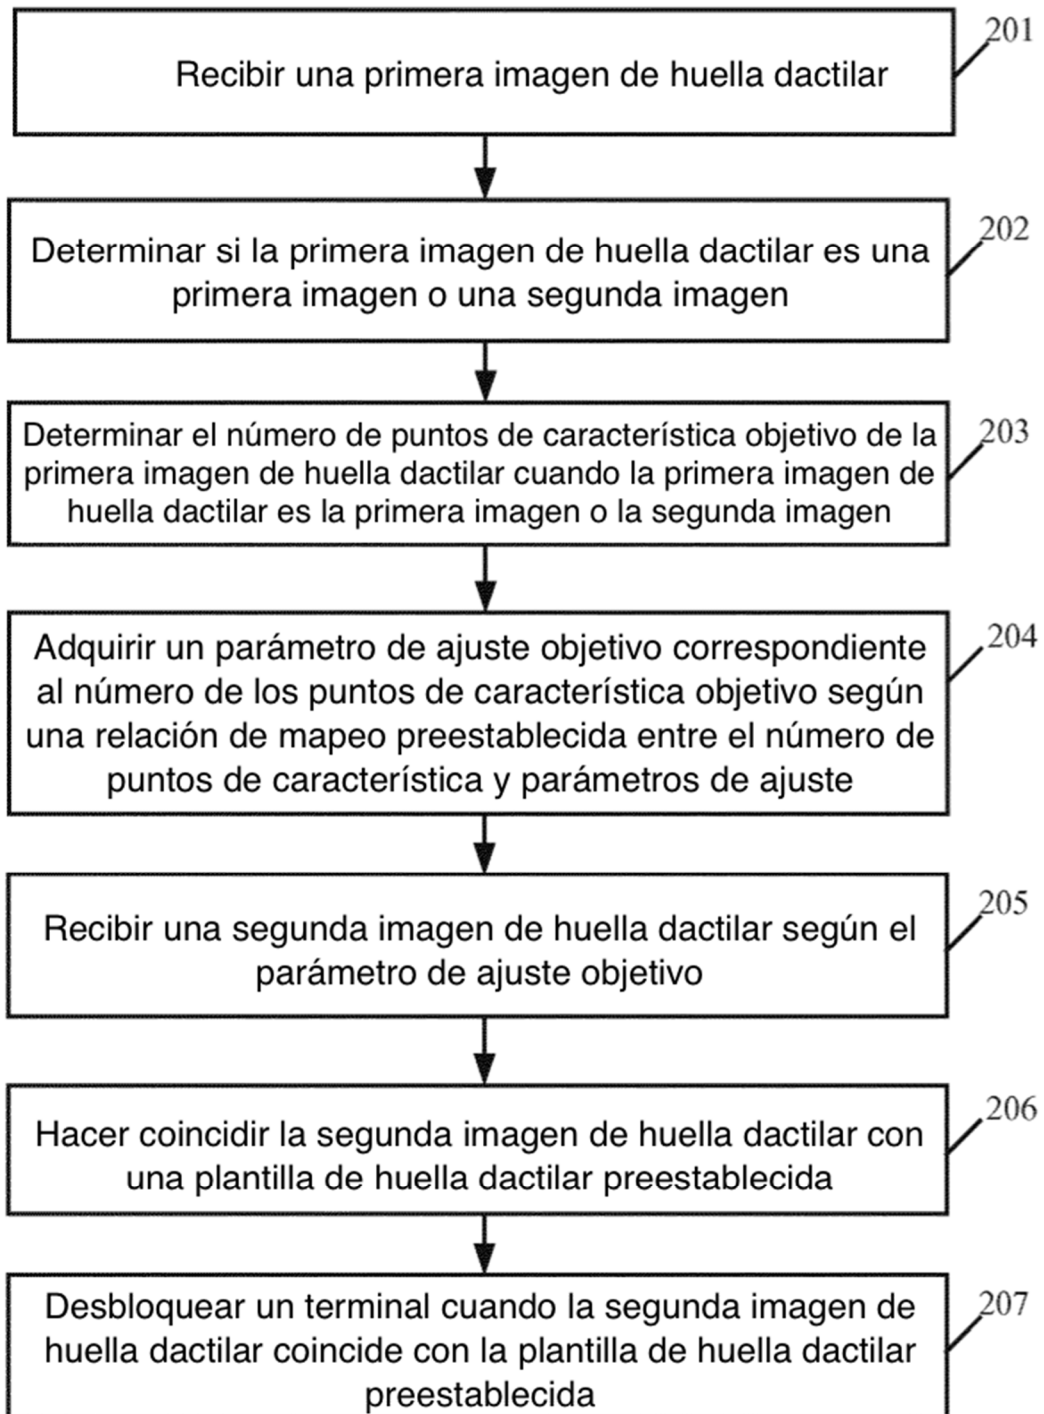 201
Recibir una primera imagen de huella dactilar
202
Determinar si la primera imagen de huella dactilar es una
primera imagen o una segunda imagen
203
Determinar el número de puntos de característica objetivo de la
primera imagen de huella dactilar cuando la primera imagen de
huella dactilar es la primera imagen o la segunda imagen
204
Adquirir un parámetro de ajuste objetivo correspondiente
al número de los puntos de característica objetivo según
una relación de mapeo preestablecida entre el número de
puntos de característica y parámetros de ajuste
205
Recibir una segunda imagen de huella dactilar según el
parámetro de ajuste objetivo
206
Hacer coincidir la segunda imagen de huella dactilar con
una plantilla de huella dactilar preestablecida
207
Desbloquear un terminal cuando la segunda imagen de
huella dactilar coincide con la plantilla de huella dactilar
preestablecida